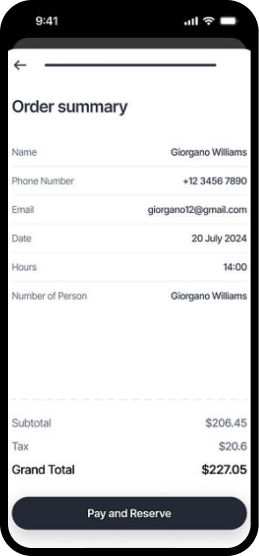 9:41
Order summary
Name Giorgano Williams
Phone Number +12 3456 7890
Email giorgano12@gmail.com
Date 20 July 2024
Hours 14:00
Number of Person Giorgano Williams
Subtotal $206.45
Tax $20.6
Grand Total $227.05
Pay and Reserve